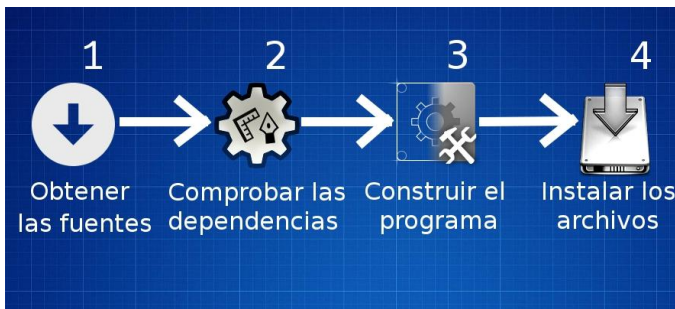 1
Obtener
las fuentes
2
Comprobar las
dependencias
3
Construir el
programa
4
Instalar los
archivos